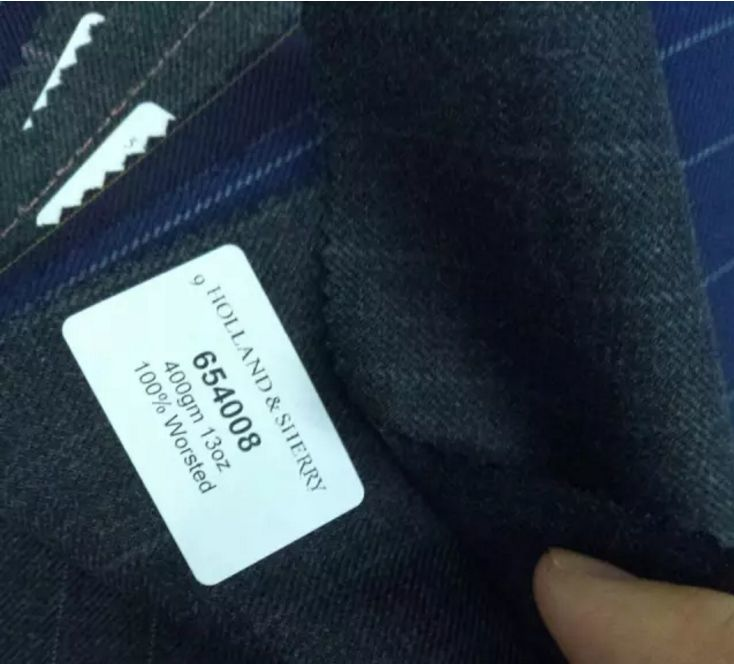 9 HOLLAND & SHERRY
654008
400gm 13oz
100% Worsted